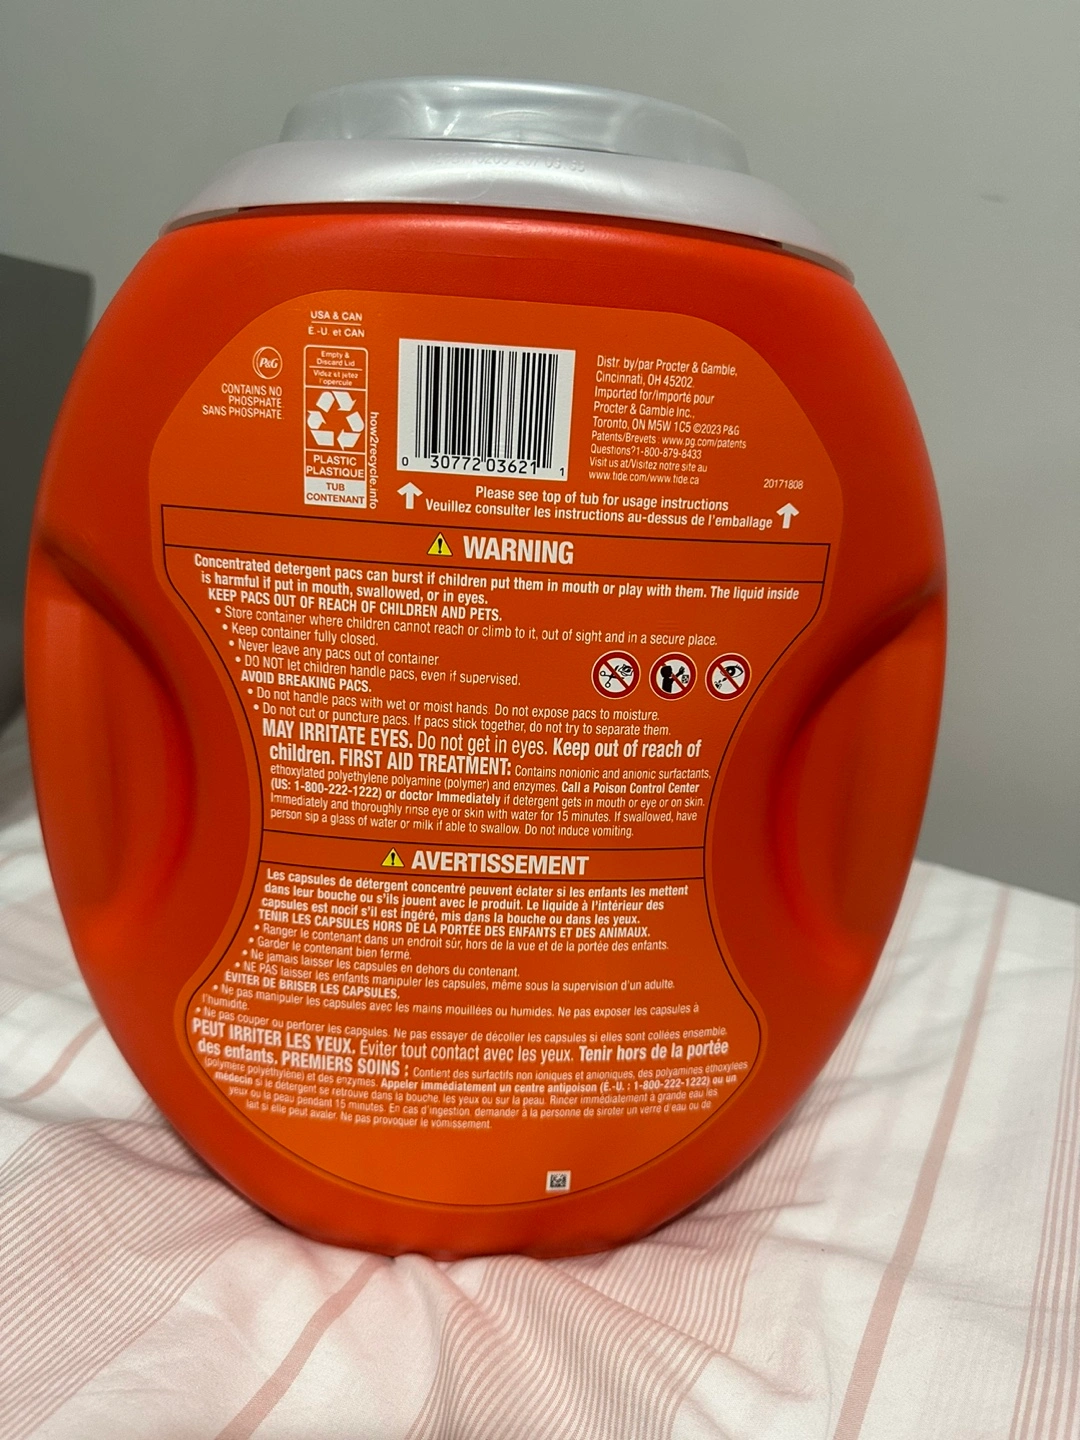 USA & CAN
É.-U. et CAN
P&G
CONTAINS NO
PHOSPHATE
SANS PHOSPHATE
Empty &
Discard Lid
Videz et jetez
l'opercule
PLASTIC
PLASTIQUE
TUB
CONTENANT
how2recycle.info
0 30772 03621 1
Distr. by/par Procter & Gamble,
Cincinnati, OH 45202
Imported for/Importé pour
Procter & Gamble Inc.,
Toronto, ON M5W 1C5 ©2023 P&G
Patents/Brevets : www.pg.com/patents
Questions?1-800-879-8433
Visit us at/Visitez notre site au
www.tide.com/www.tide.ca
20171808
Please see top of tub for usage instructions
Veuillez consulter les instructions au-dessus de l'emballage
WARNING
Concentrated detergent pacs can burst if children put them in mouth or play with them. The liquid inside
is harmful if put in mouth, swallowed, or in eyes.
KEEP PACS OUT OF REACH OF CHILDREN AND PETS.
• Store container where children cannot reach or climb to it, out of sight and in a secure place.
• Keep container fully closed.
• Never leave any pacs out of container
• DO NOT let children handle pacs, even if supervised.
AVOID BREAKING PACS.
• Do not handle pacs with wet or moist hands. Do not expose pacs to moisture.
• Do not cut or puncture pacs. If pacs stick together, do not try to separate them.
MAY IRRITATE EYES. Do not get in eyes. Keep out of reach of
children. FIRST AID TREATMENT: Contains nonionic and anionic surfactants,
ethoxylated polyethylene polyamine (polymer) and enzymes. Call a Poison Control Center
(US: 1-800-222-1222) or doctor Immediately if detergent gets in mouth or eye or on skin.
Immediately and thoroughly rinse eye or skin with water for 15 minutes. If swallowed, have
person sip a glass of water or milk if able to swallow. Do not induce vomiting.
AVERTISSEMENT
Les capsules de détergent concentré peuvent éclater si les enfants les mettent
dans leur bouche ou s'ils jouent avec le produit. Le liquide à l'intérieur des
capsules est nocif s'il est ingéré, mis dans la bouche ou dans les yeux.
TENIR LES CAPSULES HORS DE LA PORTÉE DES ENFANTS ET DES ANIMAUX.
• Ranger le contenant dans un endroit sûr, hors de la vue et de la portée des enfants.
• Garder le contenant bien fermé.
• Ne jamais laisser les capsules en dehors du contenant.
• NE PAS laisser les enfants manipuler les capsules, même sous la supervision d'un adulte.
ÉVITER DE BRISER LES CAPSULES.
• Ne pas manipuler les capsules avec les mains mouillées ou humides. Ne pas exposer les capsules à
l'humidité.
• Ne pas couper ou perforer les capsules. Ne pas essayer de décoller les capsules si elles sont collées ensemble.
PEUT IRRITER LES YEUX. Éviter tout contact avec les yeux. Tenir hors de la portée
des enfants. PREMIERS SOINS : Contient des surfactifs non ioniques et anioniques, des polyamines éthoxylées
(polymère polyéthylène) et des enzymes. Appeler immédiatement un centre antipoison (É.-U. : 1-800-222-1222) ou un
médecin si le détergent se retrouve dans la bouche, les yeux ou sur la peau. Rincer immédiatement à grande eau les
yeux ou la peau pendant 15 minutes. En cas d'ingestion, demander à la personne de siroter un verre d'eau ou de
lait si elle peut avaler. Ne pas provoquer le vomissement.